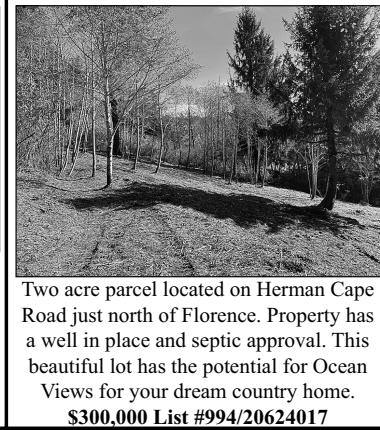 Two acre parcel located on Herman Cape
Road just north of Florence. Property has
a well in place and septic approval. This
beautiful lot has the potential for Ocean
Views for your dream country home.
$300,000 List #994/20624017